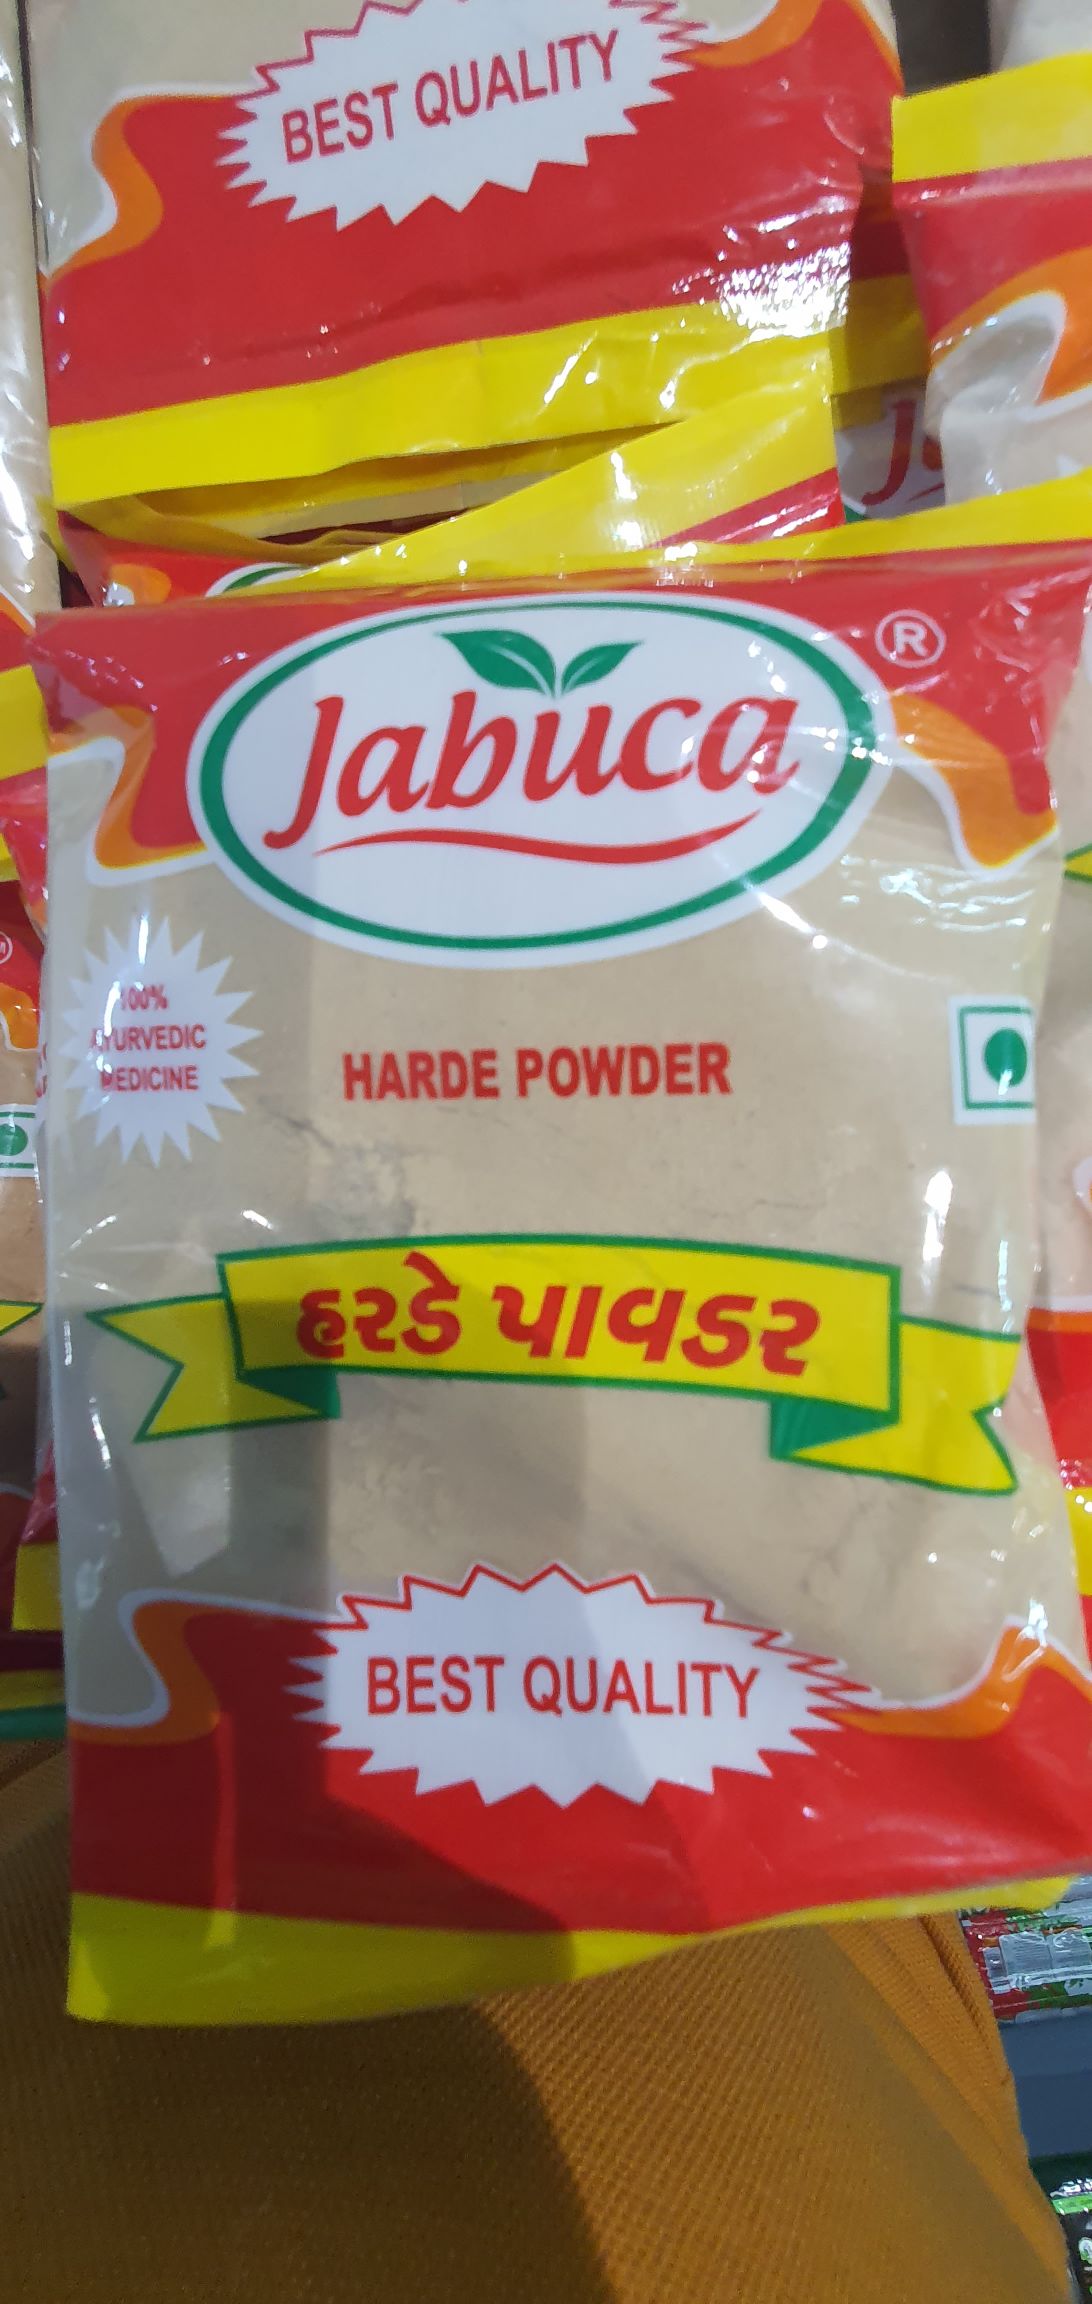 BEST QUALITY
®
Jabuca
100%
AYURVEDIC
MEDICINE
HARDE POWDER
હરડે પાવડર
BEST QUALITY